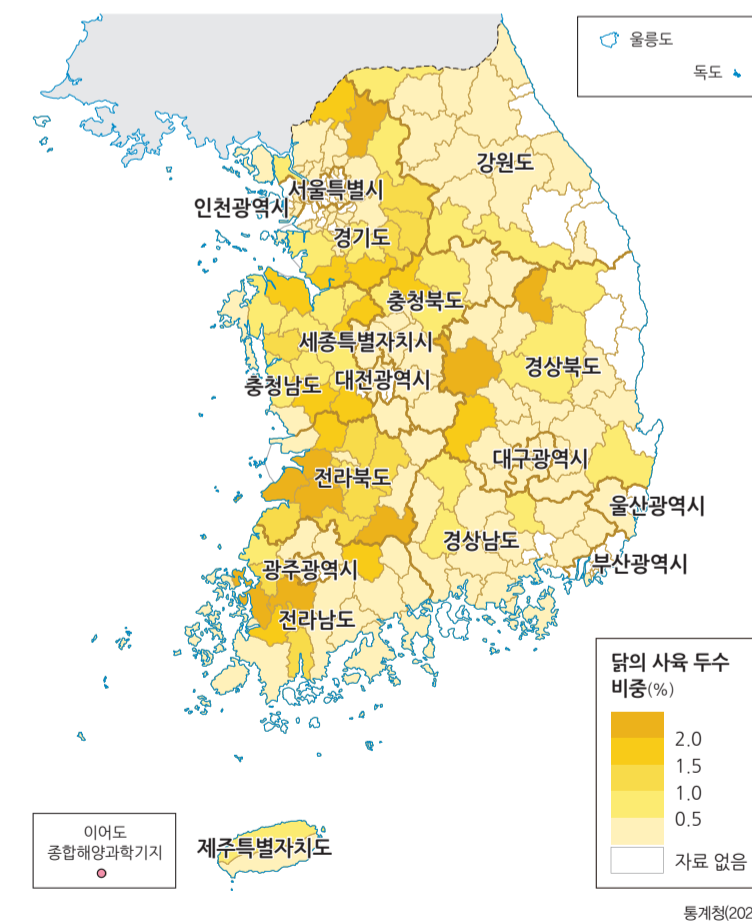 울릉도
독도
강원도
서울특별시
인천광역시
경기도
충청북도
세종특별자치시
경상북도
충청남도
대전광역시
대구광역시
전라북도
울산광역시
경상남도
부산광역시
광주광역시
전라남도
닭의 사육 두수
비중(%)
2.0
1.5
1.0
0.5
자료 없음
이어도
종합해양과학기지
제주특별자치도
통계청(202